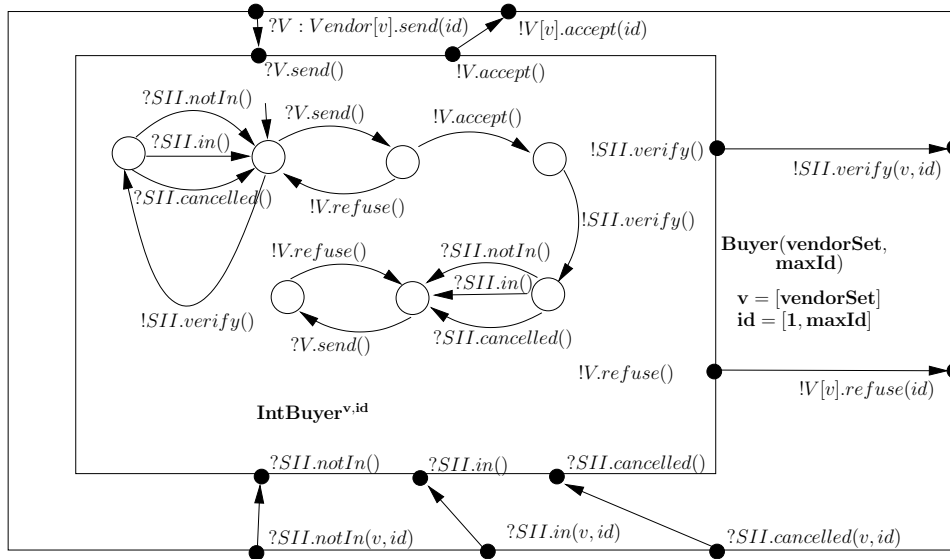 ?V : Vendor[v].send(id)
!V[v].accept(id)
?V.send()
!V.accept()
?SII.notIn()
?V.send()
!V.accept()
?SII.in()
!SII.verify()
?SII.cancelled()
!SII.verify(v, id)
!V.refuse()
!SII.verify()
!V.refuse()
?SII.notIn()
Buyer(vendorSet,
maxId)
?SII.in()
v = [vendorSet]
id = [1, maxId]
!SII.verify()
?V.send()
?SII.cancelled()
!V.refuse()
!V[v].refuse(id)
IntBuyer^v,id
?SII.notIn()
?SII.in()
?SII.cancelled()
?SII.notIn(v, id)
?SII.in(v, id)
?SII.cancelled(v, id)